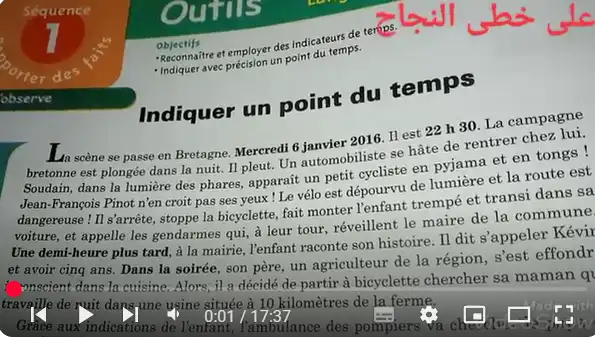 Séquence
1
Rapporter des faits
Outils
على خطى النجاح
Objectifs
•Reconnaître et employer des indicateurs de temps.
• Indiquer avec précision un point du temps.
observe
Indiquer un point du temps
La scène se passe en Bretagne. Mercredi 6 janvier 2016. Il est 22 h 30. La campagne
bretonne est plongée dans la nuit. Il pleut. Un automobiliste se hâte de rentrer chez lui.
Soudain, dans la lumière des phares, apparaît un petit cycliste en pyjama et en tongs !
Jean-François Pinot n'en croit pas ses yeux ! Le vélo est dépourvu de lumière et la route est
dangereuse ! Il s'arrête, stoppe la bicyclette, fait monter l'enfant trempé et transi dans sa
voiture, et appelle les gendarmes qui, à leur tour, réveillent le maire de la commune.
Une demi-heure plus tard, à la mairie, l'enfant raconte son histoire. Il dit s'appeler Kévin
et avoir cinq ans. Dans la soirée, son père, un agriculteur de la région, s'est effondr
inconscient dans la cuisine. Alors, il a décidé de partir à bicyclette chercher sa maman qu
travaille de nuit dans une usine située à 10 kilomètres de la ferme.
Grâce aux indications de l'enfant, l'ambulance des pompiers va
0:01 / 17:37
Made with